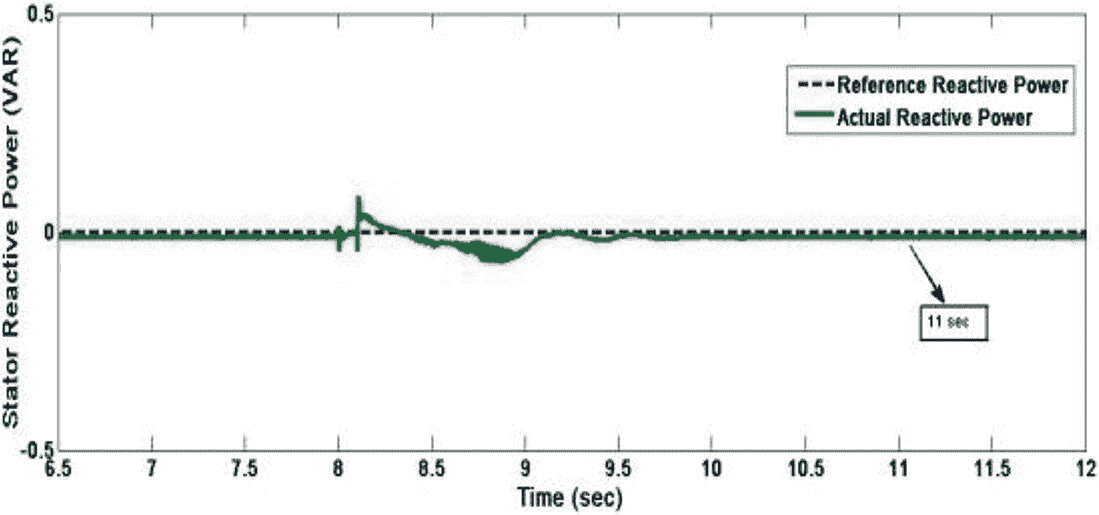 0.5
Stator Reactive Power (VAR)
Reference Reactive Power
Actual Reactive Power
0
11 sec
-0.5
6.5 7 7.5 8 8.5 9 9.5 10 10.5 11 11.5 12
Time (sec)